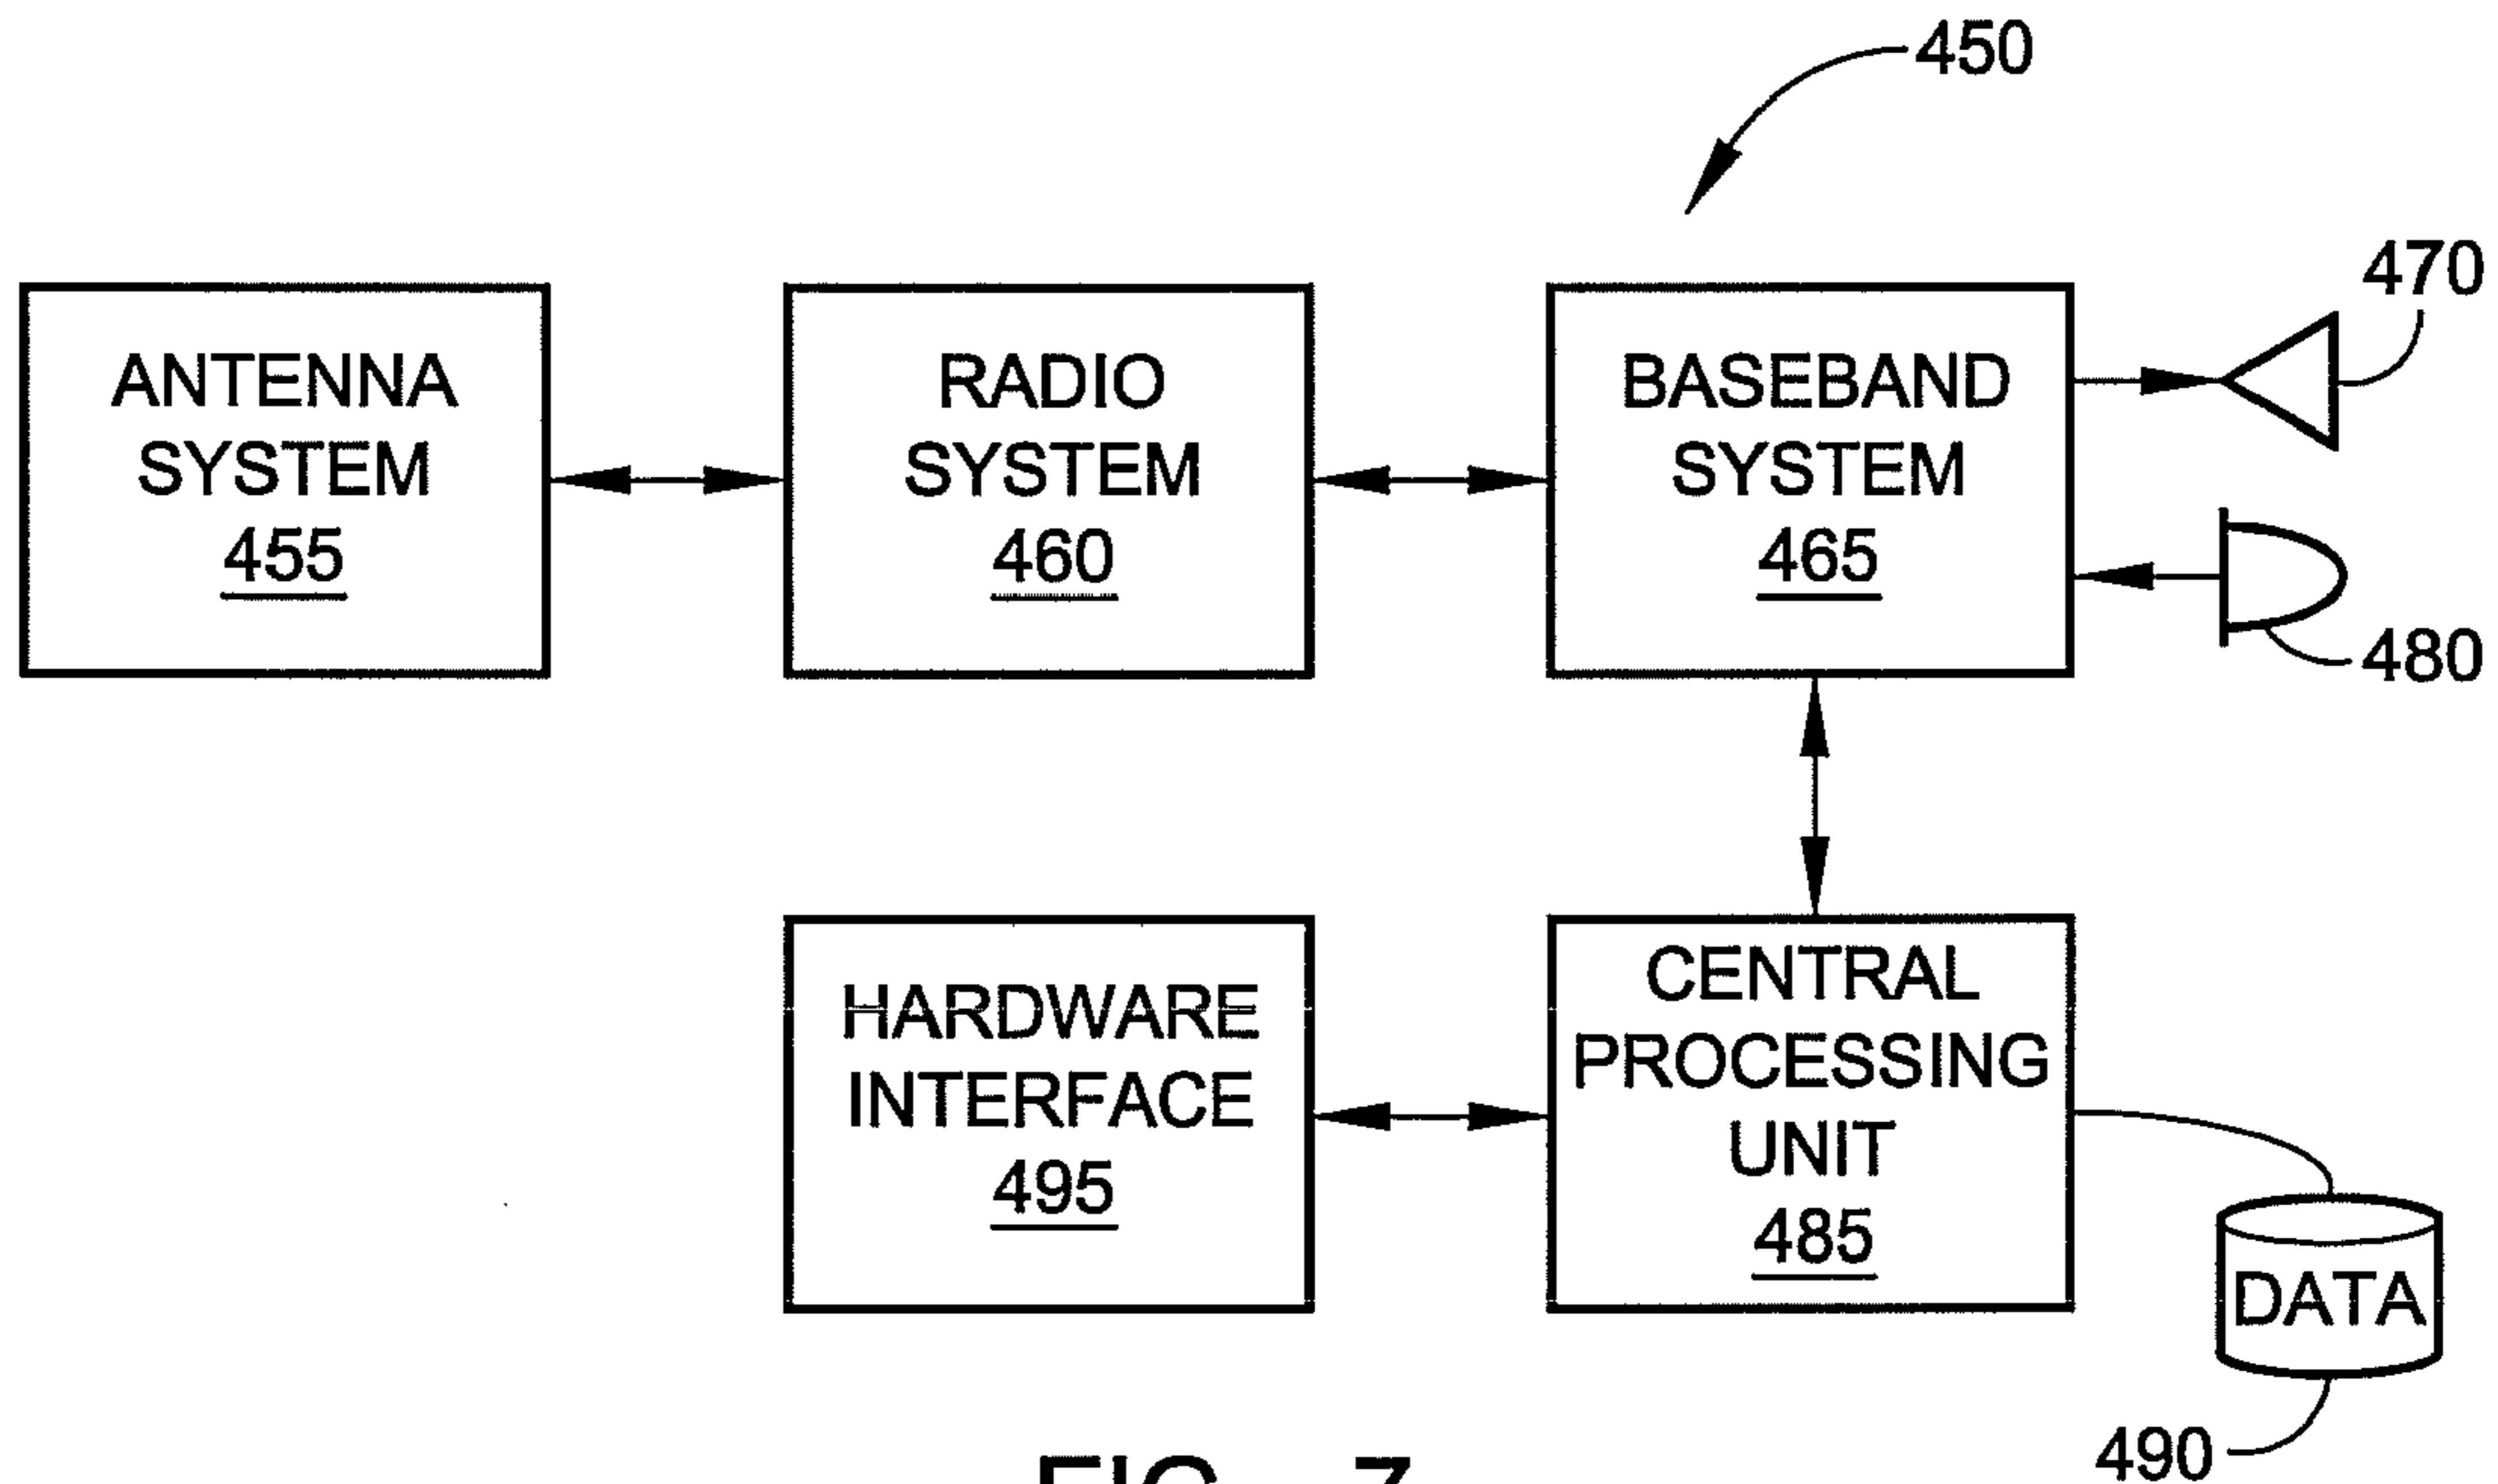 450
470
ANTENNA
SYSTEM
455
RADIO
SYSTEM
460
BASEBAND
SYSTEM
465
480
HARDWARE
INTERFACE
495
CENTRAL
PROCESSING
UNIT
485
DATA
490